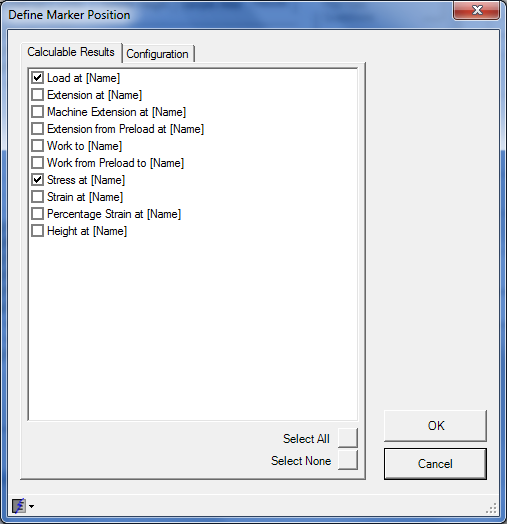 Define Marker Position
Calculable Results
Configuration
Load at [Name]
Extension at [Name]
Machine Extension at [Name]
Extension from Preload at [Name]
Work to [Name]
Work from Preload to [Name]
Stress at [Name]
Strain at [Name]
Percentage Strain at [Name]
Height at [Name]
Select All
Select None
OK
Cancel